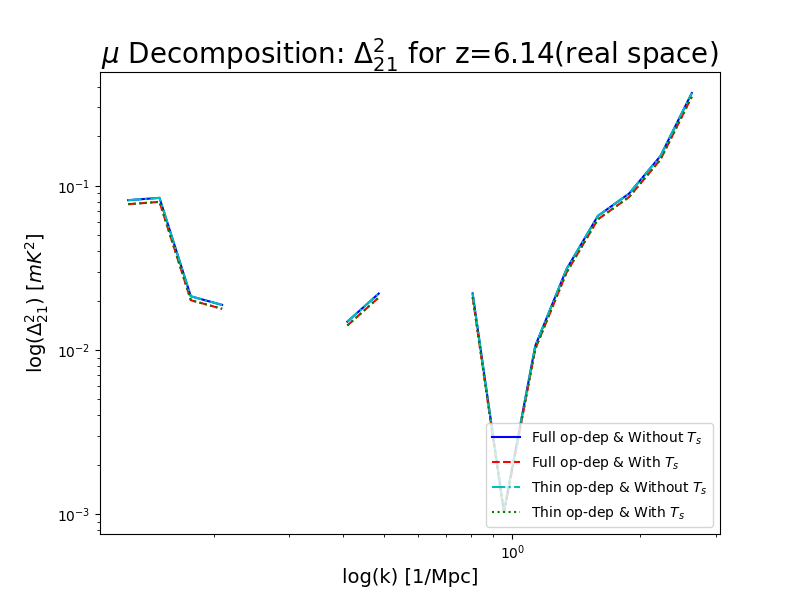 μ Decomposition: Δ²₂₁ for z=6.14(real space)
log(Δ²₂₁) [mK²]
10⁻¹
10⁻²
10⁻³
Full op-dep & Without Tₛ
Full op-dep & With Tₛ
Thin op-dep & Without Tₛ
Thin op-dep & With Tₛ
10⁰
log(k) [1/Mpc]